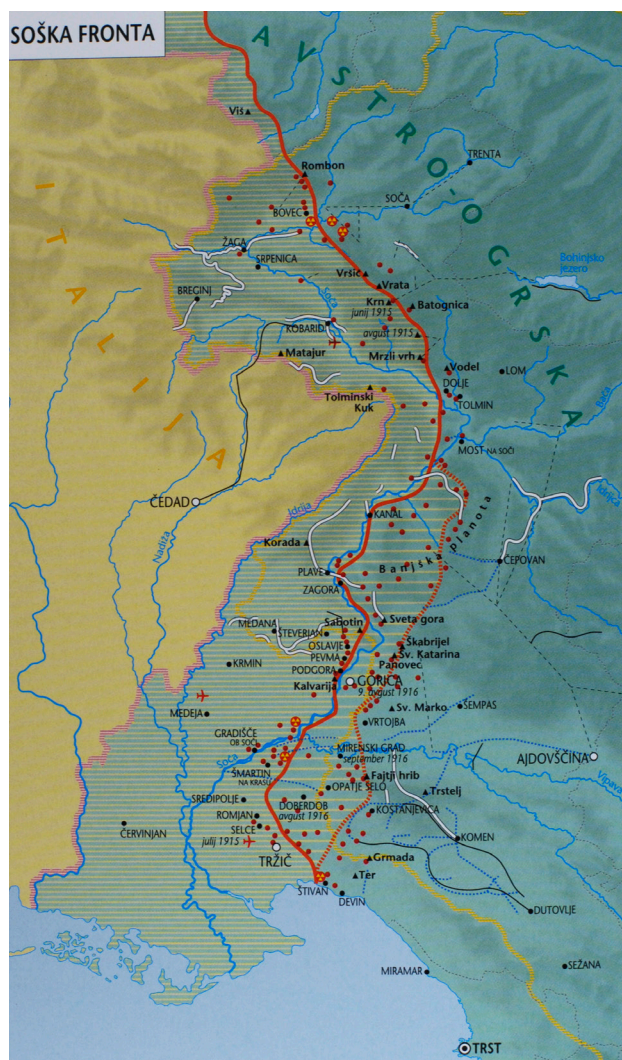 SOŠKA FRONTA
AVSTRO-OGRSKA
ITALIJA
Viš
Rombon
TRENTA
SOČA
BOVEC
ŽAGA
SRPENICA
Bohinjsko
jezero
Vršič
Vrata
BREGINJ
Soča
Krn
junij 1915
Batognica
KOBARID
avgust 1915
Matajur
Mrzli vrh
Vodel
DOLJE
LOM
Tolminski
Kuk
TOLMIN
Bača
MOST NA SOČI
ČEDAD
Idrijca
Idrija
KANAL
Nadiža
Korada
Banjška Planota
ČEPOVAN
PLAVE
ZAGORA
MEDANA
Sabotin
Sveta gora
ŠTEVERJAN
OSLAVJE
Škabrijel
PEVMA
Sv. Katarina
KRMIN
PODGORA
Panovec
Kalvarija
GORICA
9. avgust 1916
MEDEJA
Sv. Marko
ŠEMPAS
VRTOJBA
GRADIŠČE
OB SOČI
MIRENSKI GRAD
september 1916
AJDOVŠČINA
Soča
ŠMARTIN
NA KRASU
Fajtji hrib
Vipava
OPATJE SELO
Trstelj
SREDIPOLJE
DOBERDOB
avgust 1916
KOSTANJEVICA
ROMJAN
ČERVINJAN
SELCE
julij 1915
KOMEN
TRŽIČ
Grmada
Ter
ŠTIVAN
DEVIN
DUTOVLJE
MIRAMAR
SEŽANA
TRST